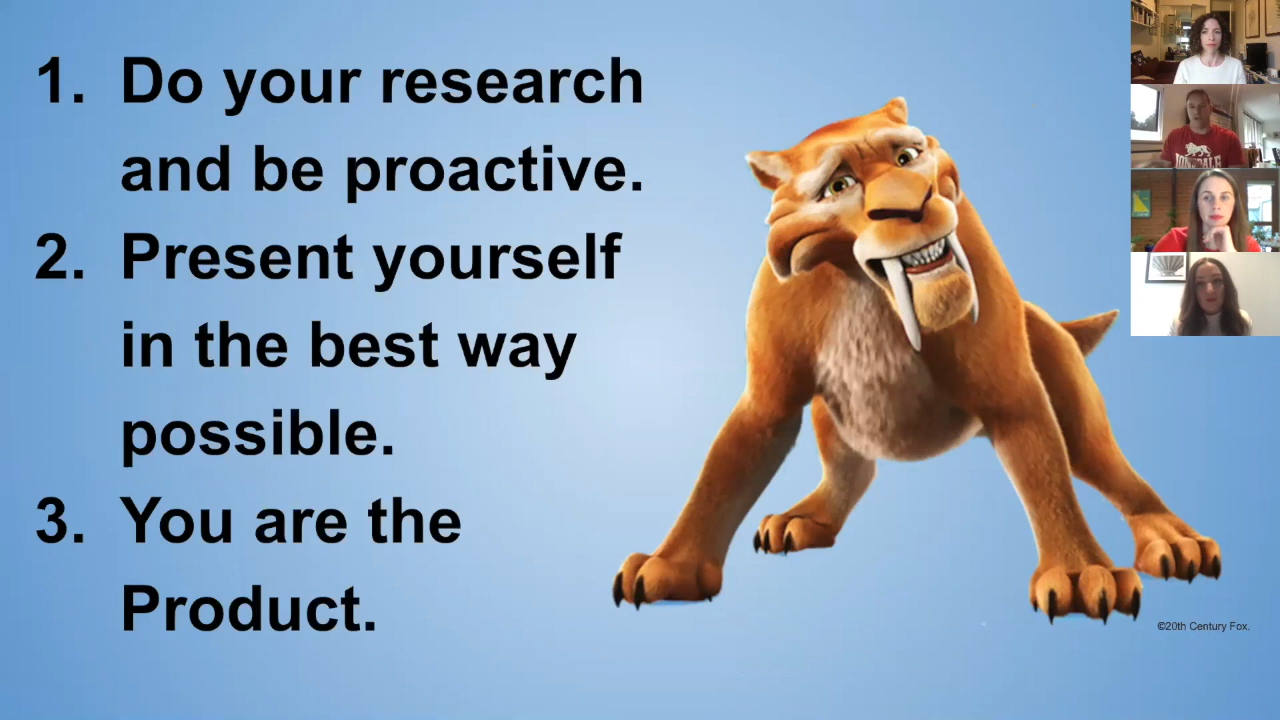 1. Do your research
and be proactive.
2. Present yourself
in the best way
possible.
3. You are the
Product.
LONSDALE
©20th Century Fox.